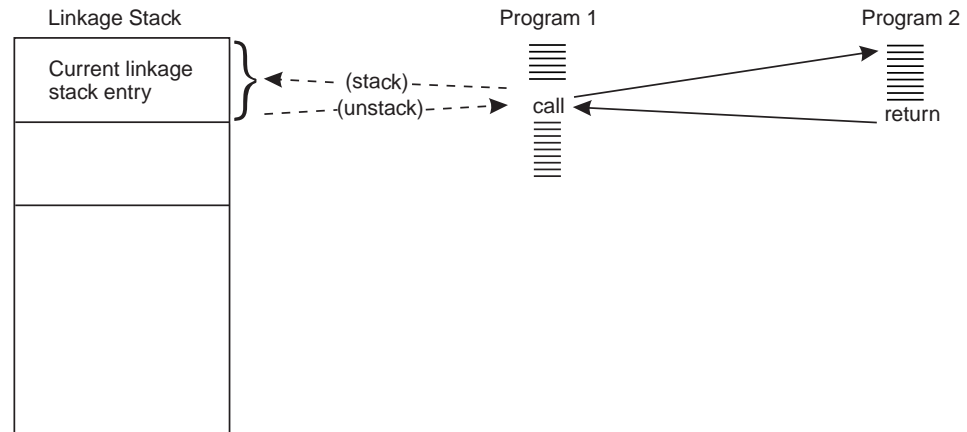 Linkage Stack
Program 1
Program 2
Current linkage
stack entry
(stack)
(unstack)
call
return